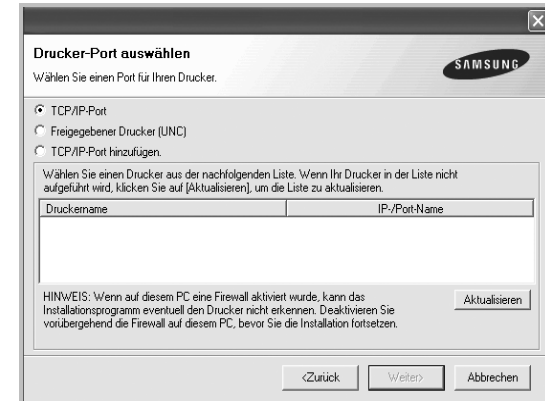 Drucker-Port auswählen
Wählen Sie einen Port für Ihren Drucker.
SAMSUNG
TCP/IP-Port
Freigegebener Drucker (UNC)
TCP/IP-Port hinzufügen.
Wählen Sie einen Drucker aus der nachfolgenden Liste. Wenn Ihr Drucker in der Liste nicht
aufgeführt wird, klicken Sie auf [Aktualisieren], um die Liste zu aktualisieren.
Druckername IP-/Port-Name
HINWEIS: Wenn auf diesem PC eine Firewall aktiviert
wurde, kann das
Installationsprogramm eventuell den Drucker nicht erkennen. Deaktivieren Sie
vorübergehend die Firewall auf diesem PC, bevor Sie die Installation fortsetzen.
Aktualisieren
<Zurück Weiter> Abbrechen